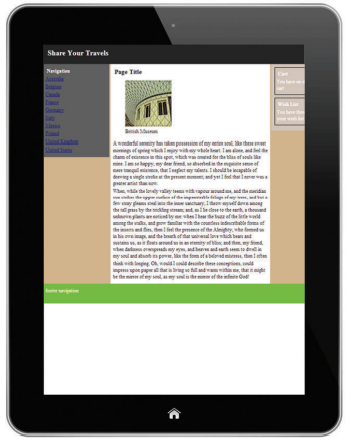 Share Your Travels
Navigation
Canada
France
Germany
Italy
Poland
United Kingdom
United States
Page Title
British Museum
A wonderful serenity has taken possession of my entire soul, like these sweet
mornings of spring which I enjoy with my whole heart. I am alone, and feel the
charm of existence in this spot, which was created for the bliss of souls like
mine. I am so happy, my dear friend, so absorbed in the exquisite sense of
mere tranquil existence, that I neglect my talents. I should be incapable of
drawing a single stroke at the present moment; and yet I feel that I never was a
greater artist than now.
When, while the lovely valley teems with vapour around me, and the meridian
sun strikes the upper surface of the impenetrable foliage of my trees, and but a
few stray gleams steal into the inner sanctuary, I throw myself down among
the tall grass by the trickling stream; and, as I lie close to the earth, a thousand
unknown plants are noticed by me: when I hear the buzz of the little world
among the stalks, and grow familiar with the countless indescribable forms of
the insects and flies, then I feel the presence of the Almighty, who formed us
in his own image, and the breath of that universal love which bears and
sustains us, as it floats around us in an eternity of bliss; and then, my friend,
when darkness overspreads my eyes, and heaven and earth seem to dwell in
my soul and absorb its power, like the form of a beloved mistress, then I often
think with longing, Oh, would I could describe these conceptions, could
impress upon paper all that is living so full and warm within me, that it might
be the mirror of my soul, as my soul is the mirror of the infinite God!
Cart
You have no
Wish List
You have
your wish
footer navigation